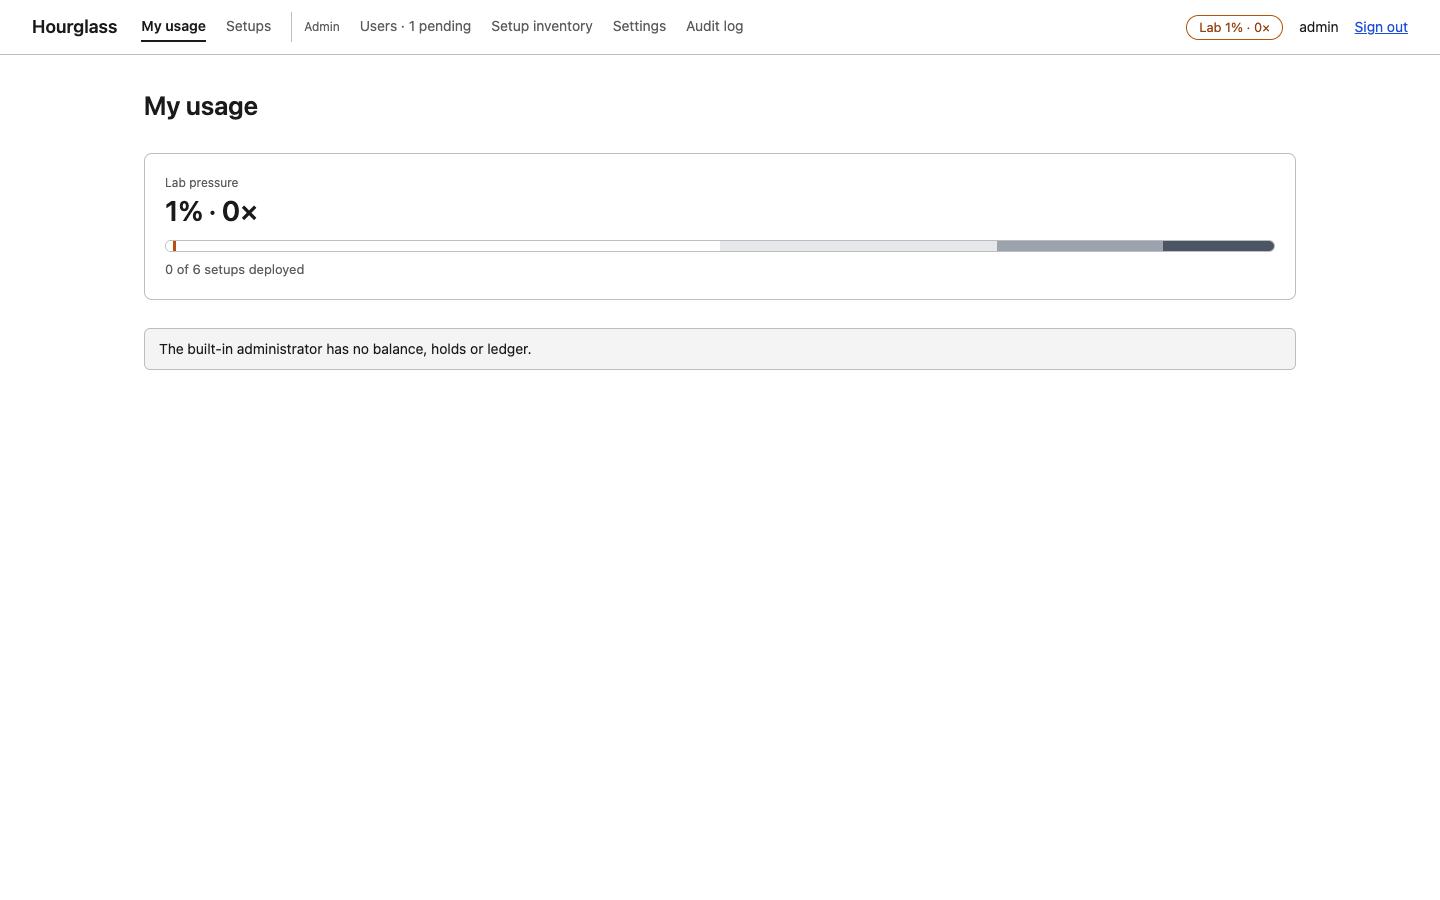 Hourglass My usage Setups Admin Users · 1 pending Setup inventory Settings Audit log Lab 1% · 0× admin Sign out
My usage
Lab pressure
1% · 0×
0 of 6 setups deployed
The built-in administrator has no balance, holds or ledger.